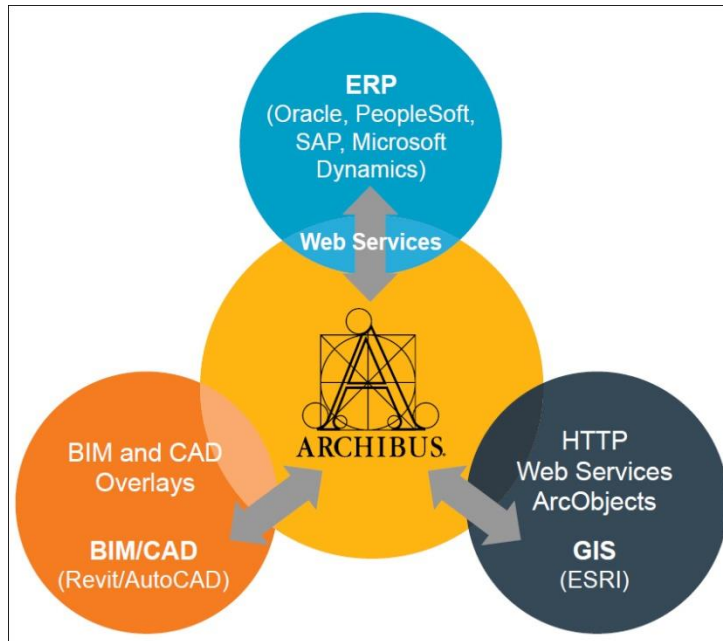 ERP
(Oracle, PeopleSoft,
SAP, Microsoft
Dynamics)
Web Services
ARCHIBUS.
BIM and CAD
Overlays
BIM/CAD
(Revit/AutoCAD)
HTTP
Web Services
ArcObjects
GIS
(ESRI)